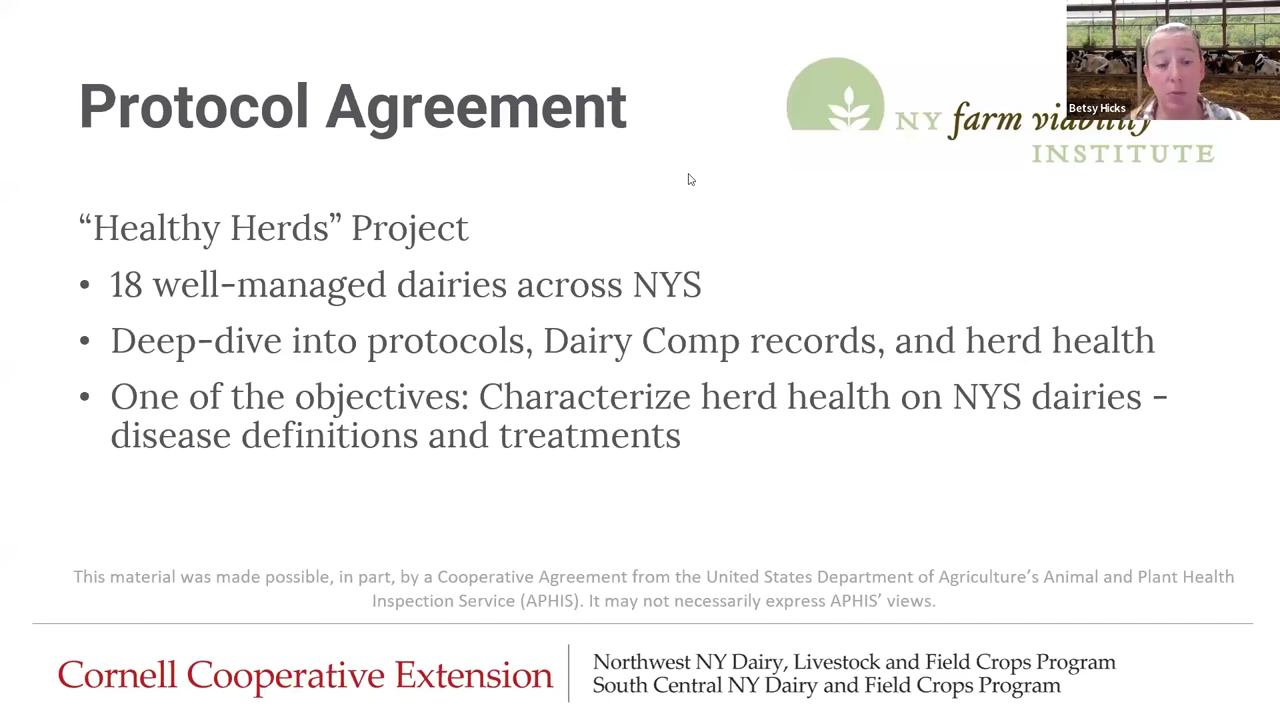 Protocol Agreement
NY farm viability
INSTITUTE
Betsy Hicks
“Healthy Herds” Project
• 18 well-managed dairies across NYS
• Deep-dive into protocols, Dairy Comp records, and herd health
• One of the objectives: Characterize herd health on NYS dairies -
disease definitions and treatments
This material was made possible, in part, by a Cooperative Agreement from the United States Department of Agriculture’s Animal and Plant Health
Inspection Service (APHIS). It may not necessarily express APHIS’ views.
Cornell Cooperative Extension
Northwest NY Dairy, Livestock and Field Crops Program
South Central NY Dairy and Field Crops Program